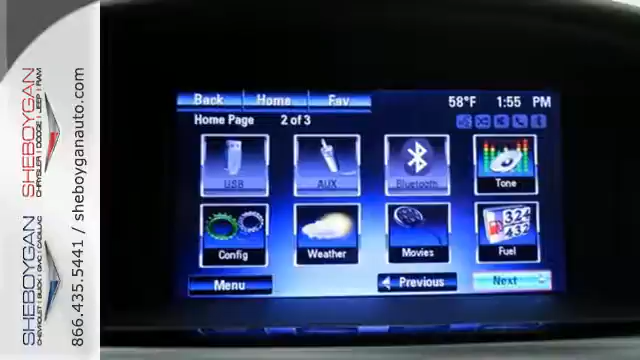 Back Home Fav 58°F 1:55 PM
Home Page 2 of 3
USB AUX Bluetooth Tone
324
432
Config Weather Movies Fuel
Menu Previous Next
SHEBOYGAN
CHRYSLER | DODGE | JEEP | RAM
SHEBOYGAN
CHEVROLET | BUICK | GMC | CADILLAC
866.435.5441 / sheboyganauto.com